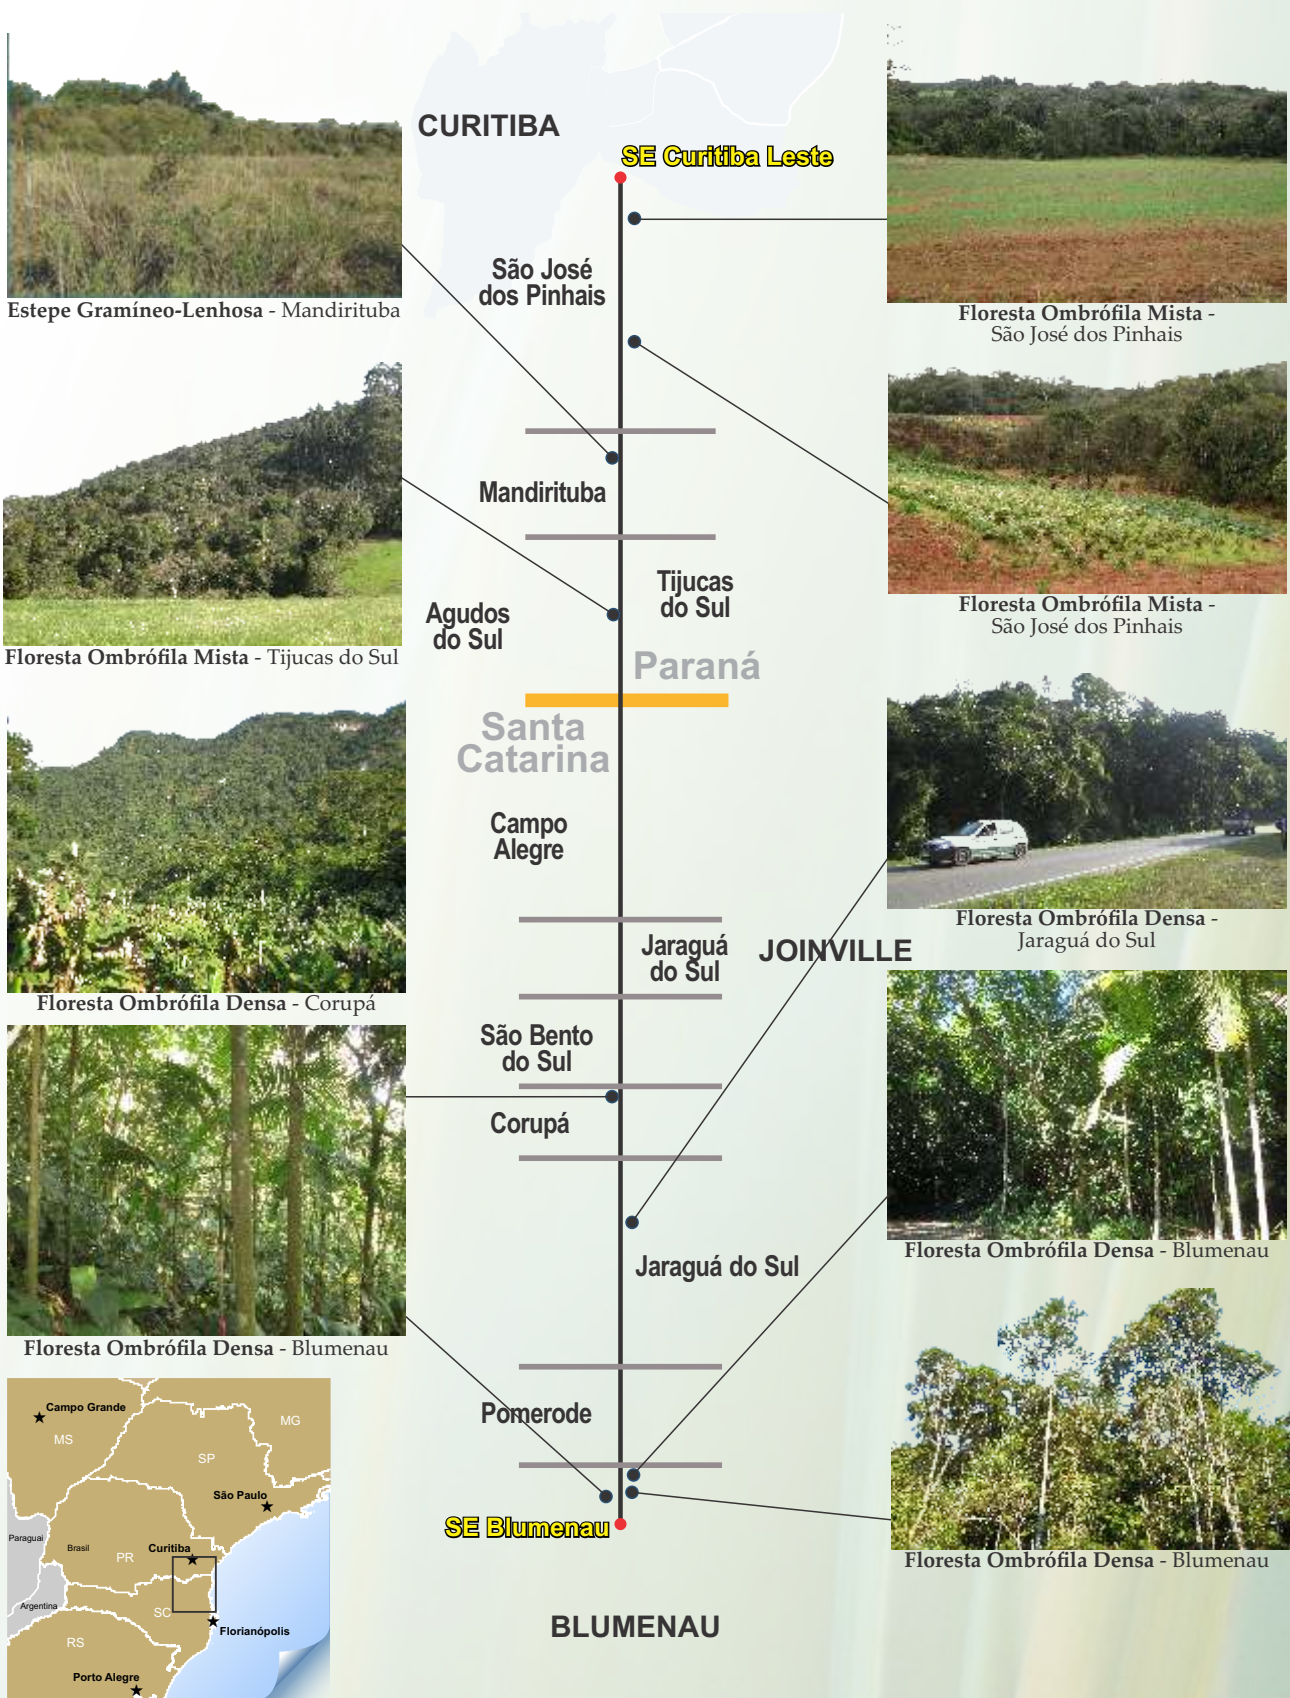 CURITIBA
SE Curitiba Leste
São José
dos Pinhais
Estepe Gramíneo-Lenhosa - Mandirituba
Floresta Ombrófila Mista -
São José dos Pinhais
Mandirituba
Tijucas
do Sul
Agudos
do Sul
Floresta Ombrófila Mista -
São José dos Pinhais
Floresta Ombrófila Mista - Tijucas do Sul
Paraná
Santa
Catarina
Campo
Alegre
Floresta Ombrófila Densa -
Jaraguá do Sul
Jaraguá
do Sul
JOINVILLE
Floresta Ombrófila Densa - Corupá
São Bento
do Sul
Corupá
Floresta Ombrófila Densa - Blumenau
Jaraguá do Sul
Floresta Ombrófila Densa - Blumenau
Pomerode
SE Blumenau
Floresta Ombrófila Densa - Blumenau
BLUMENAU
Campo Grande
MS
MG
SP
São Paulo
Paraguai
Brasil
Curitiba
PR
Argentina
SC
Florianópolis
RS
Porto Alegre